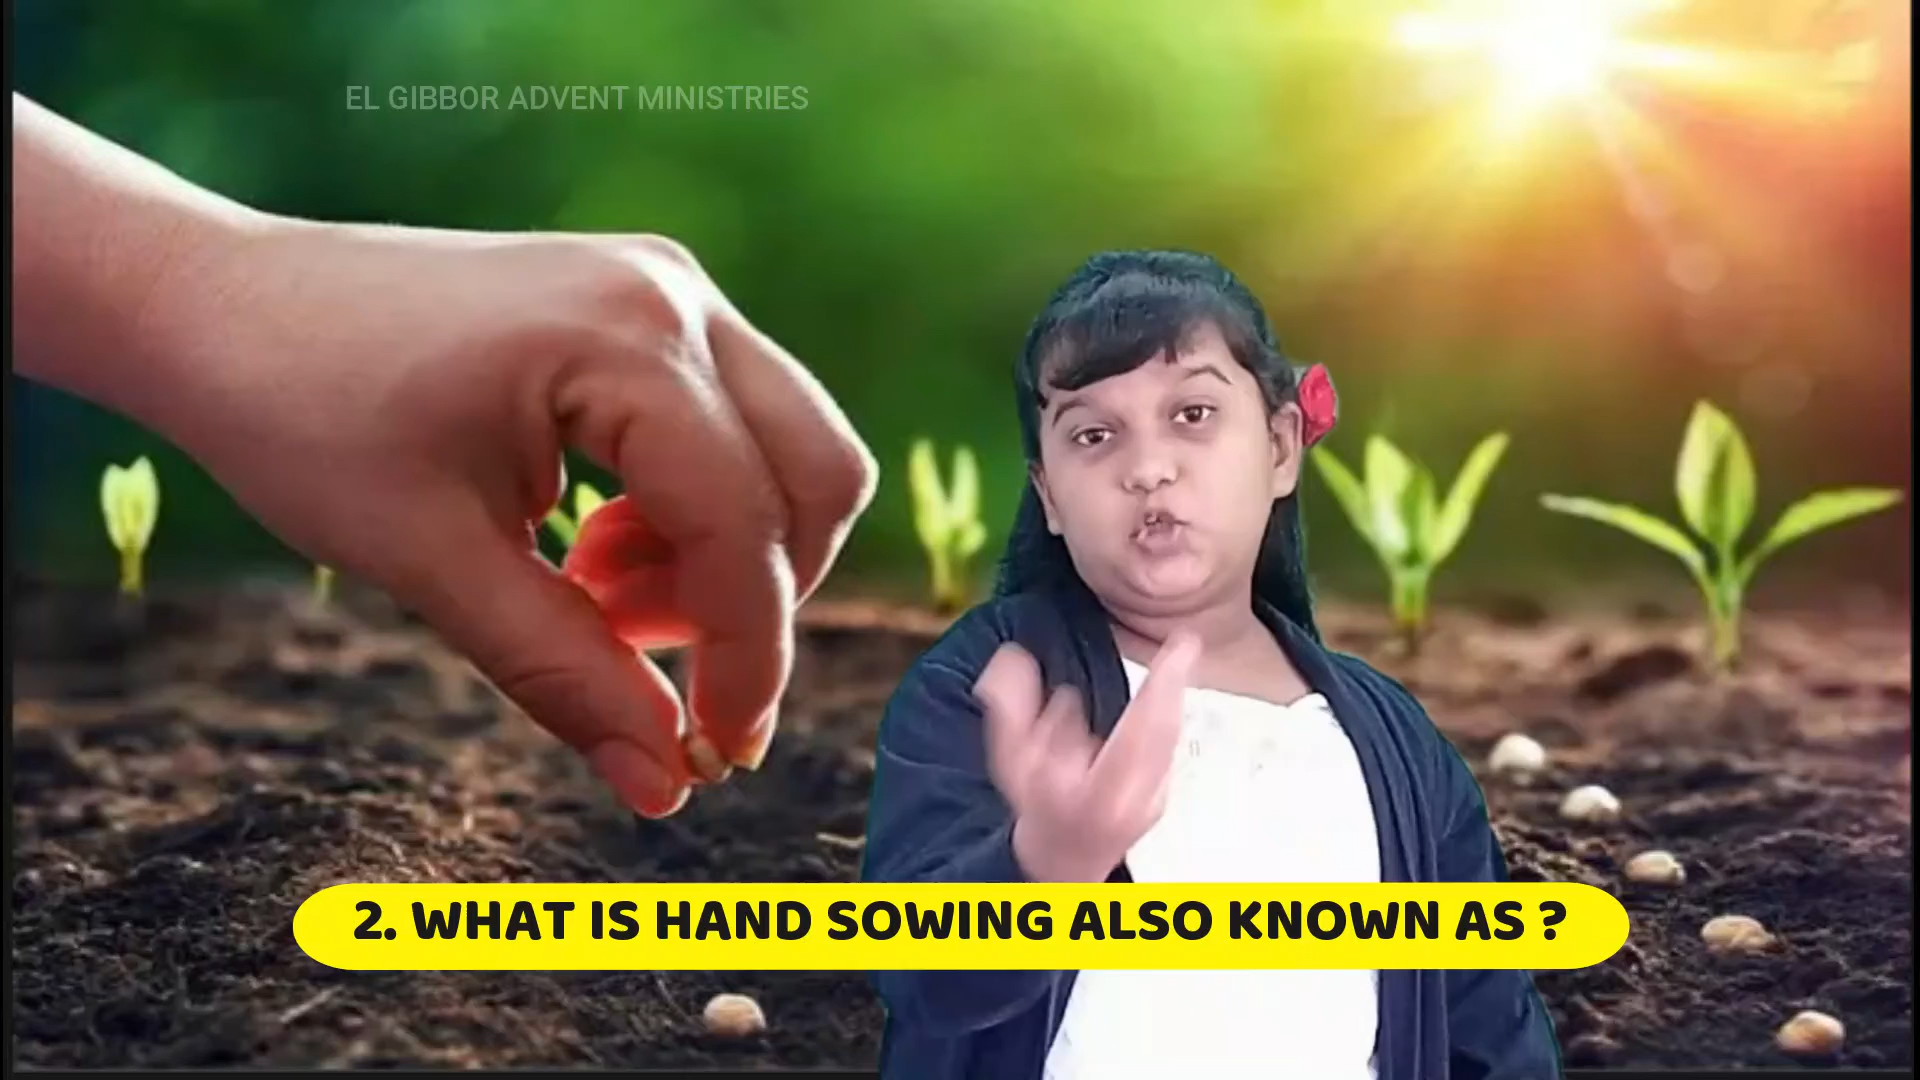 EL GIBBOR ADVENT MINISTRIES
2. WHAT IS HAND SOWING ALSO KNOWN AS ?